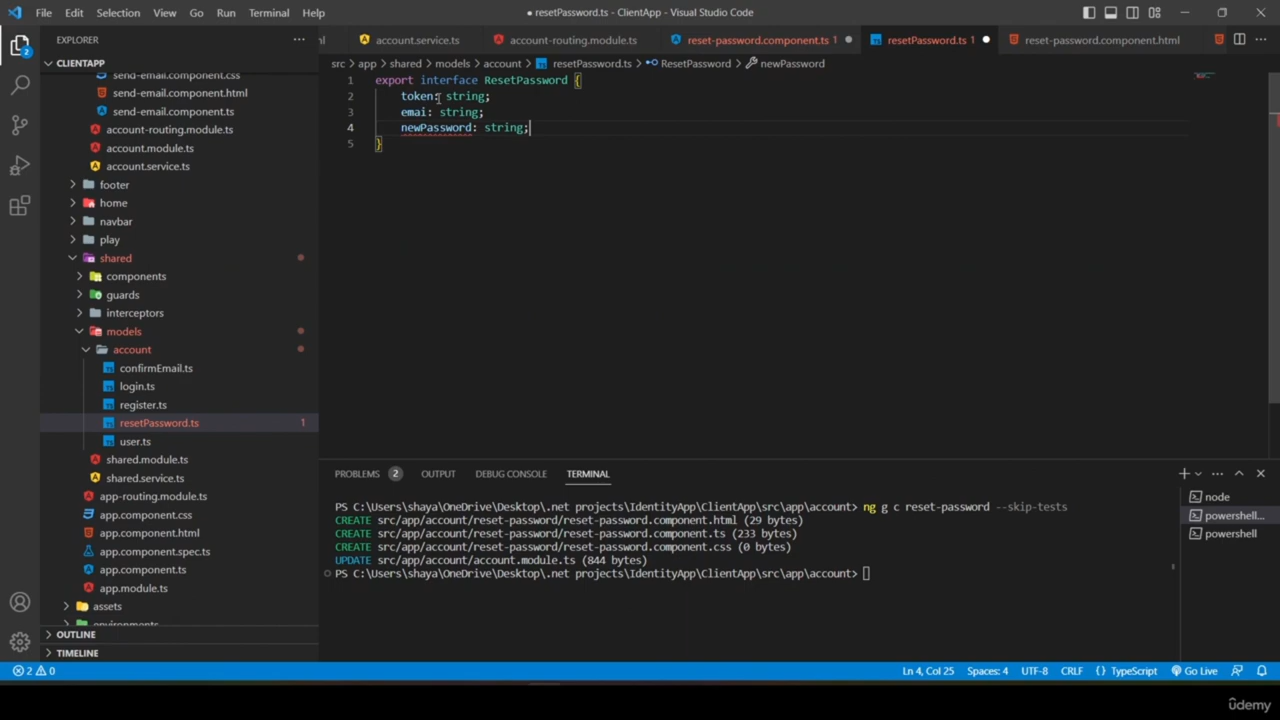 File Edit Selection View Go Run Terminal Help
● resetPassword.ts - ClientApp - Visual Studio Code
EXPLORER
CLIENTAPP
send-email.component.css
send-email.component.html
send-email.component.ts
account-routing.module.ts
account.module.ts
account.service.ts
footer
home
navbar
play
shared
components
guards
interceptors
models
account
confirmEmail.ts
login.ts
register.ts
resetPassword.ts 1
user.ts
shared.module.ts
shared.service.ts
app-routing.module.ts
app.component.css
app.component.html
app.component.spec.ts
app.component.ts
app.module.ts
assets
environments
OUTLINE
TIMELINE
account.service.ts account-routing.module.ts reset-password.component.ts 1 resetPassword.ts 1 reset-password.component.html
src > app > shared > models > account > resetPassword.ts > ResetPassword > newPassword
1 export interface ResetPassword {
2 token: string;
3 emai: string;
4 newPassword: string;
5 }
PROBLEMS 2 OUTPUT DEBUG CONSOLE TERMINAL
PS C:\Users\shaya\OneDrive\Desktop\.net projects\IdentityApp\ClientApp\src\app\account> ng g c reset-password --skip-tests
CREATE src/app/account/reset-password/reset-password.component.html (29 bytes)
CREATE src/app/account/reset-password/reset-password.component.ts (233 bytes)
CREATE src/app/account/reset-password/reset-password.component.css (0 bytes)
UPDATE src/app/account/account.module.ts (844 bytes)
PS C:\Users\shaya\OneDrive\Desktop\.net projects\IdentityApp\ClientApp\src\app\account>
node
powershell...
powershell
2 0
Ln 4, Col 25 Spaces: 4 UTF-8 CRLF {} TypeScript Go Live
2
ûdemy